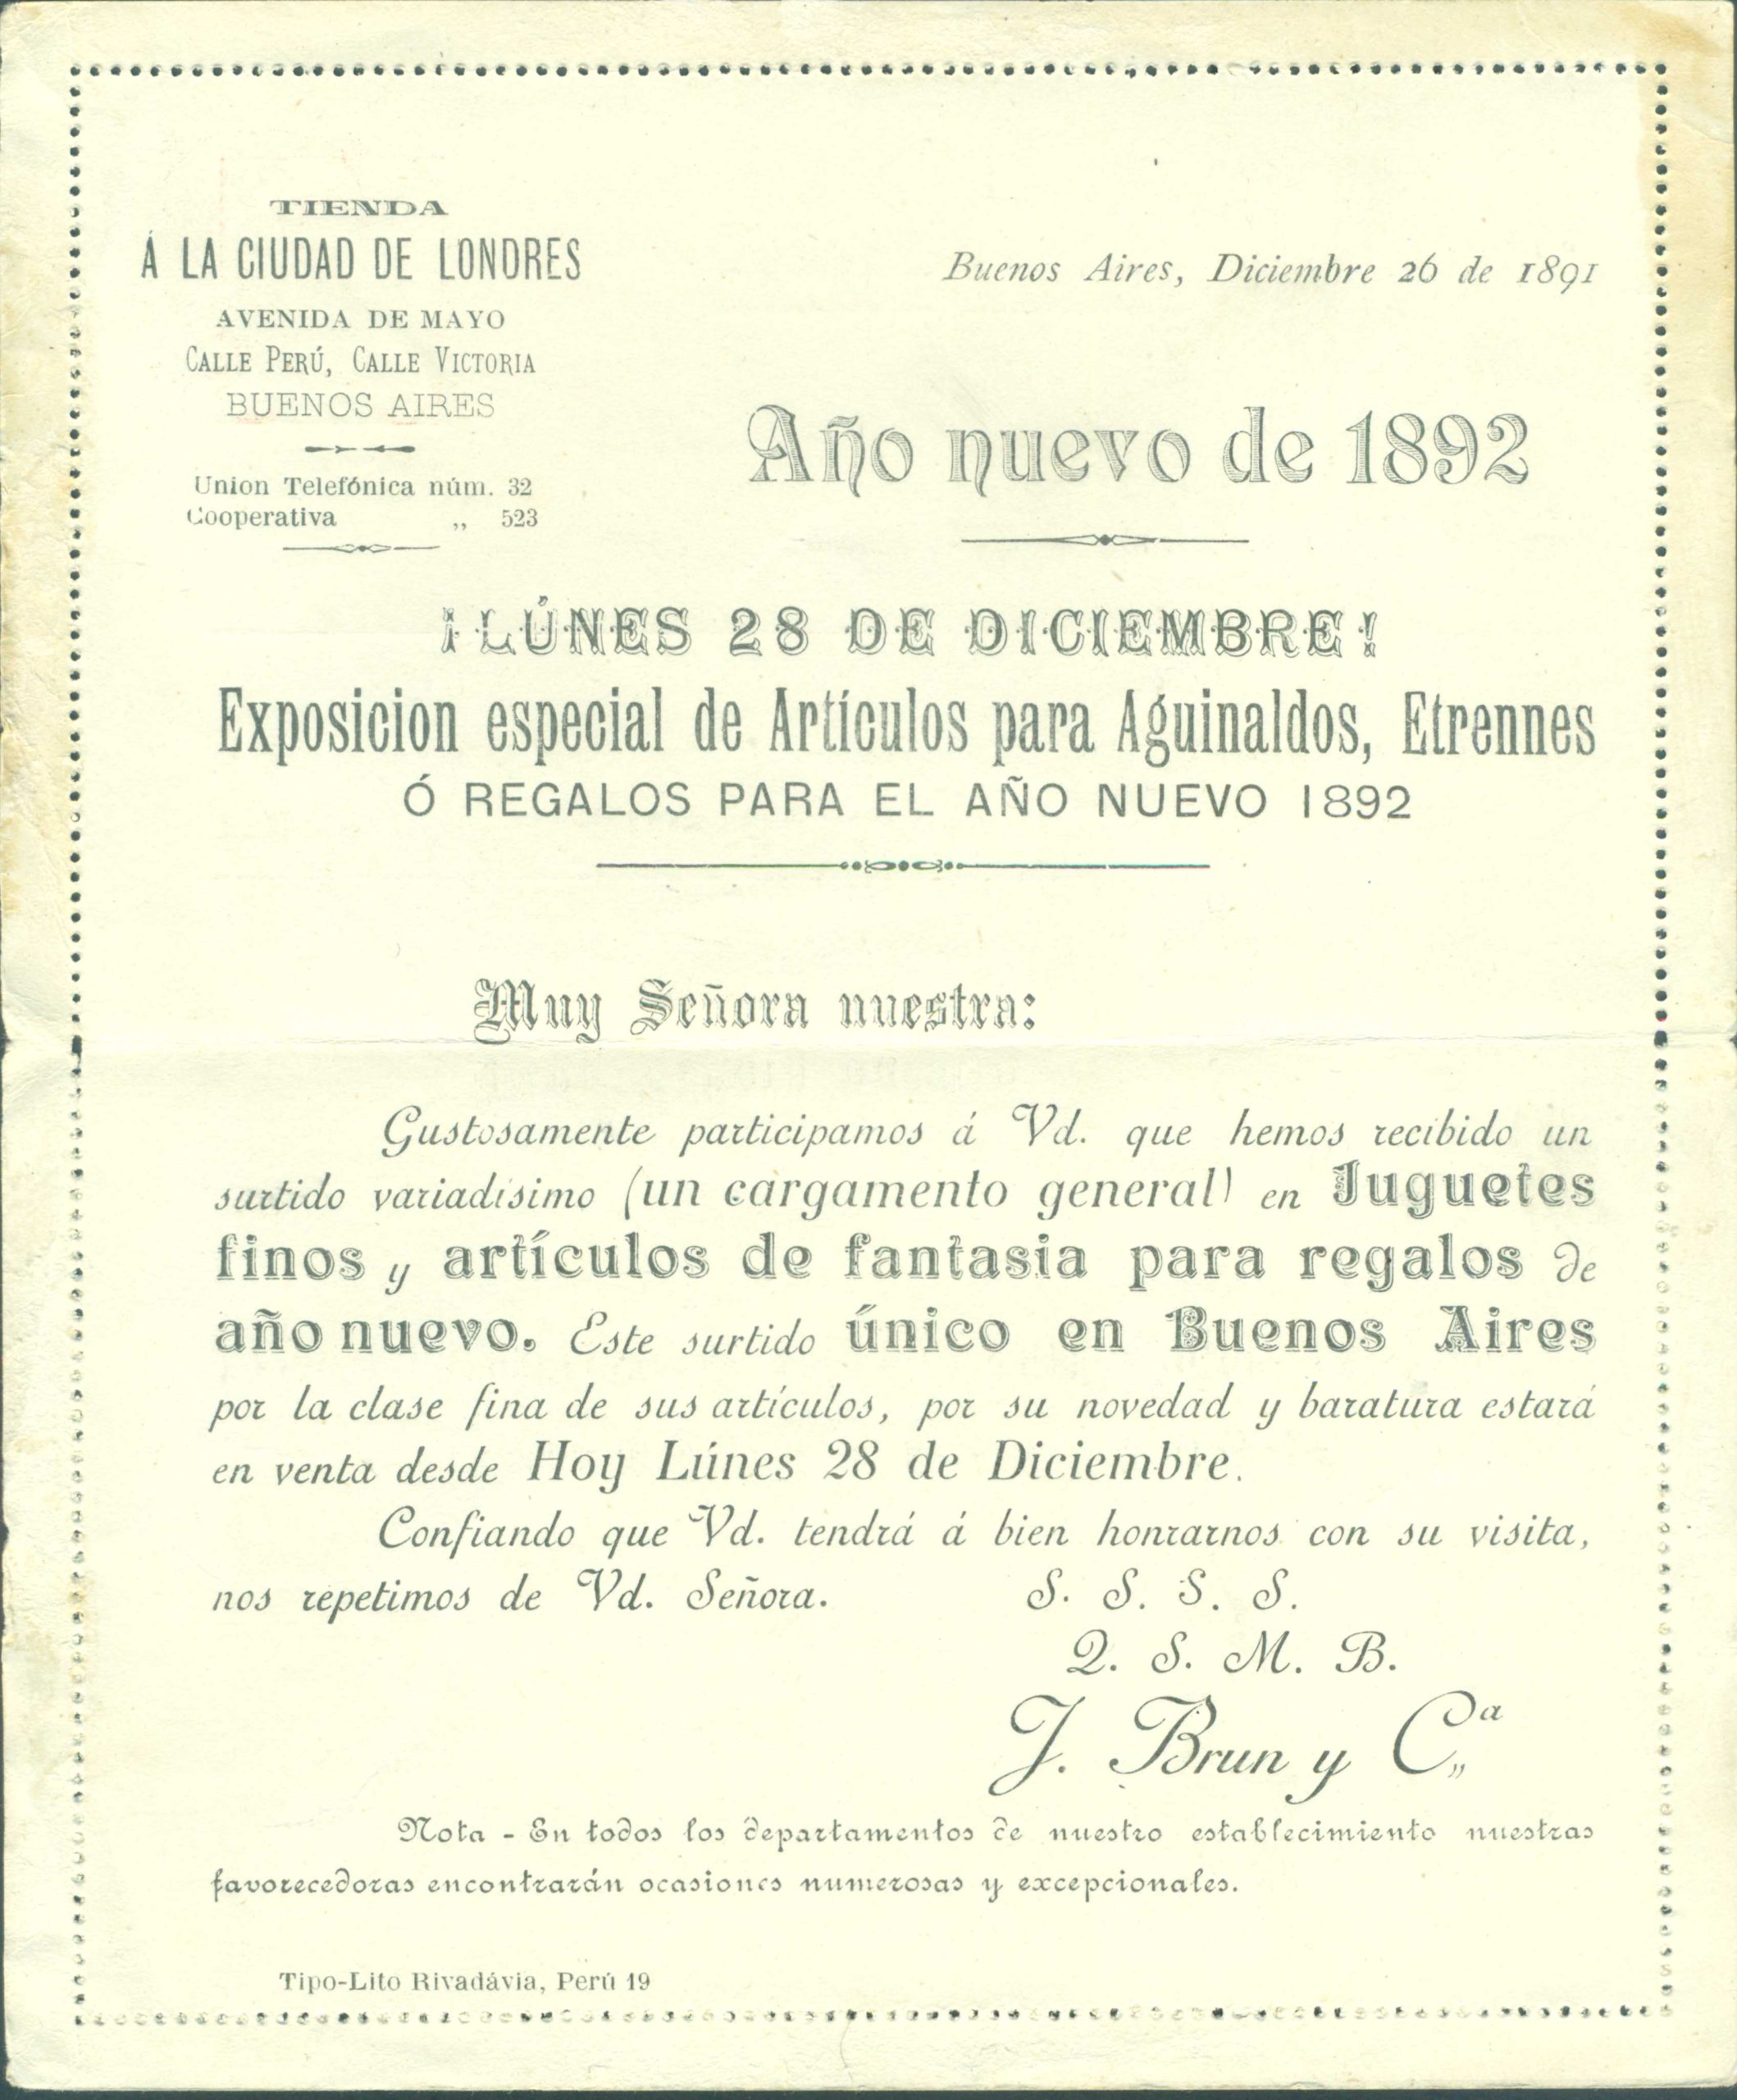 TIENDA
Á LA CIUDAD DE LONDRES
AVENIDA DE MAYO
CALLE PERÚ, CALLE VICTORIA
BUENOS AIRES
Union Telefónica núm. 32
Cooperativa „ 523
Buenos Aires, Diciembre 26 de 1891
Año nuevo de 1892
¡LÚNES 28 DE DICIEMBRE!
Exposicion especial de Artículos para Aguinaldos, Etrennes
Ó REGALOS PARA EL AÑO NUEVO 1892
Muy Señora nuestra:
Gustosamente participamos á Vd. que hemos recibido un
surtido variadísimo (un cargamento general) en Juguetes
finos y artículos de fantasia para regalos de
año nuevo. Este surtido único en Buenos Aires
por la clase fina de sus artículos, por su novedad y baratura estará
en venta desde Hoy Lúnes 28 de Diciembre.
Confiando que Vd. tendrá á bien honrarnos con su visita,
nos repetimos de Vd. Señora. S. S. S. S.
Q. S. M. B.
J. Brun y Cª„
Nota - En todos los departamentos de nuestro establecimiento nuestras
favorecedoras encontrarán ocasiones numerosas y excepcionales.
Tipo-Lito Rivadávia, Perú 19